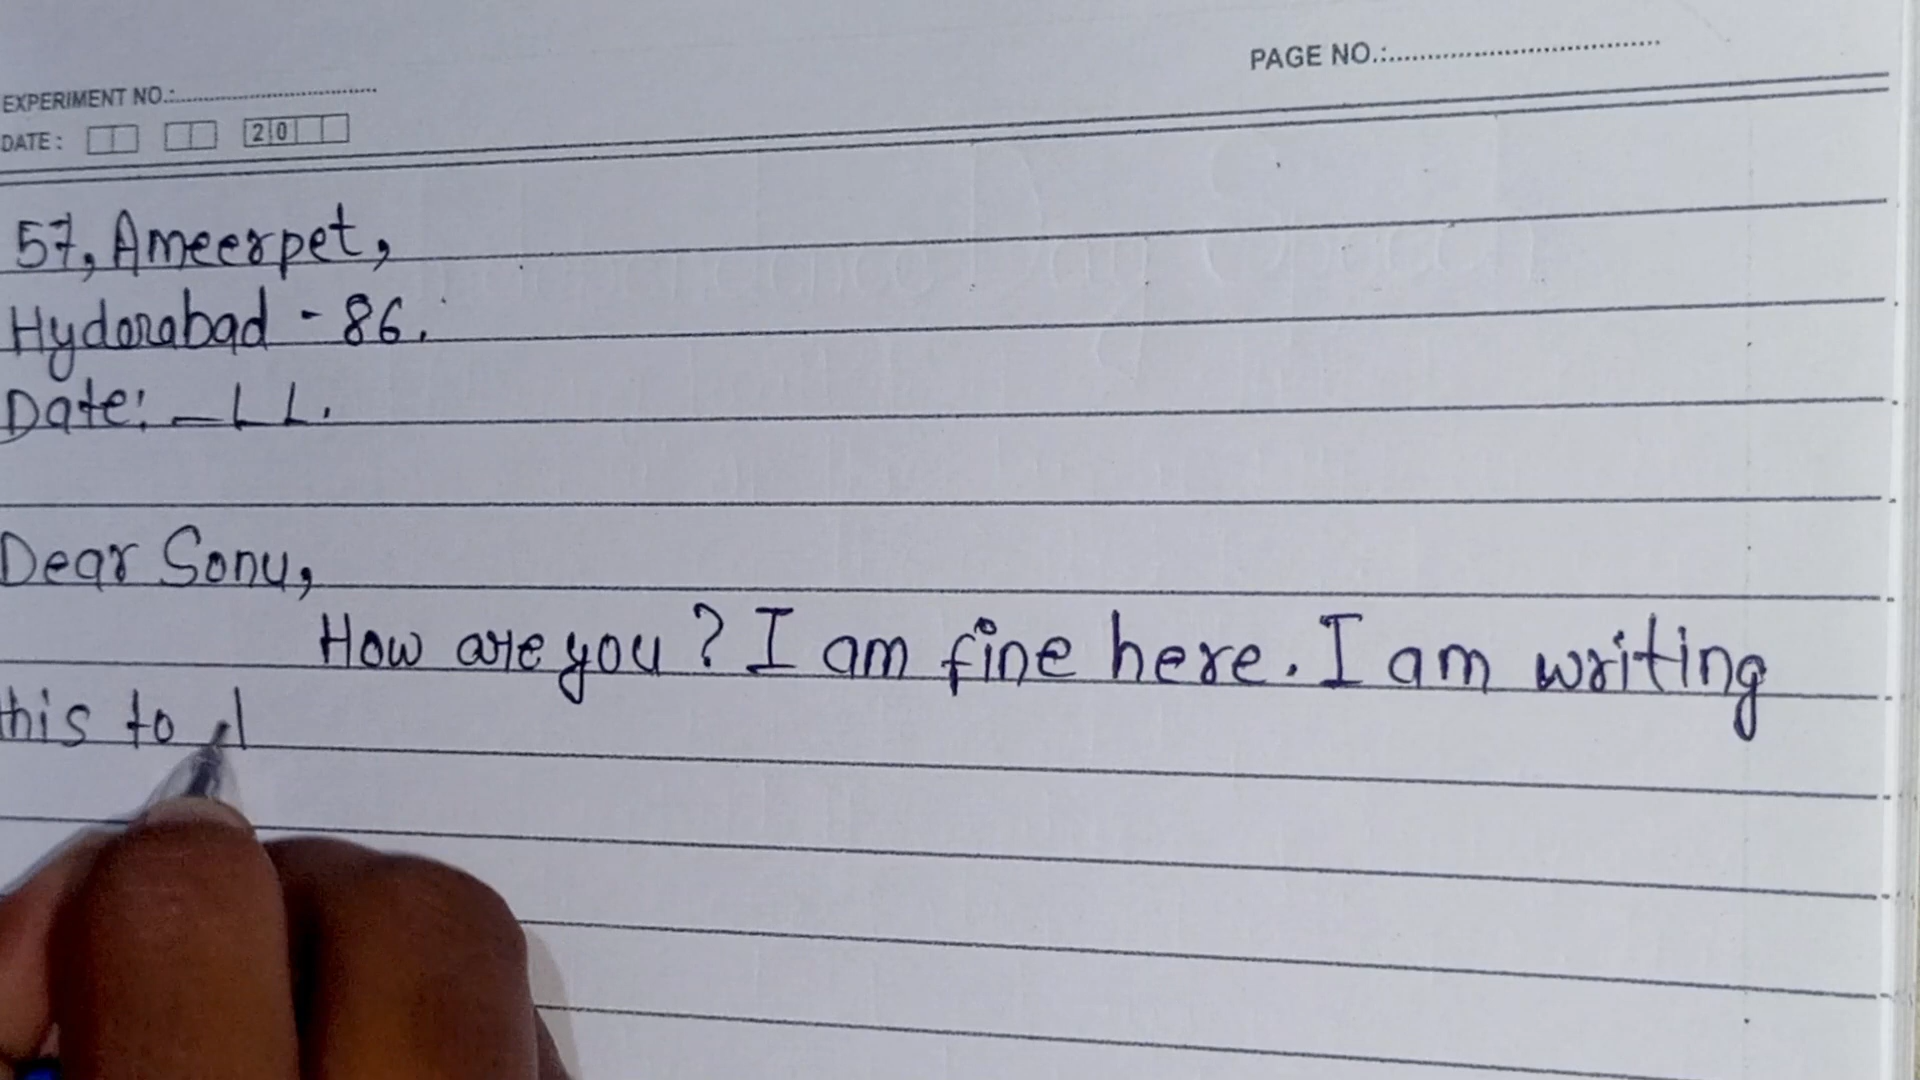 PAGE NO.:
EXPERIMENT NO.:
DATE: 20
57, Ameerpet,
Hyderabad - 86.
Date: _LL.
Dear Sonu,
How are you? I am fine here. I am writing
this to